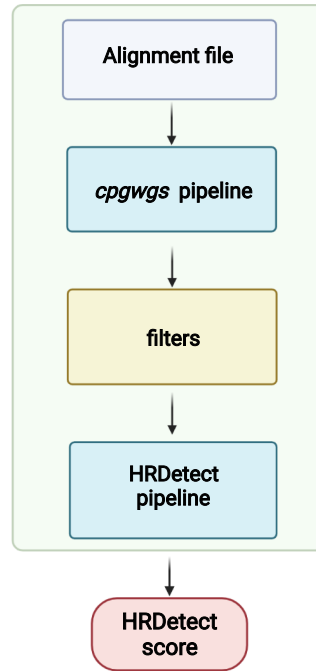 Alignment file
cpgwgs pipeline
filters
HRDetect
pipeline
HRDetect
score